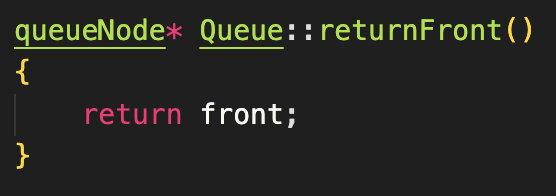 queueNode* Queue::returnFront()
{
    return front;
}